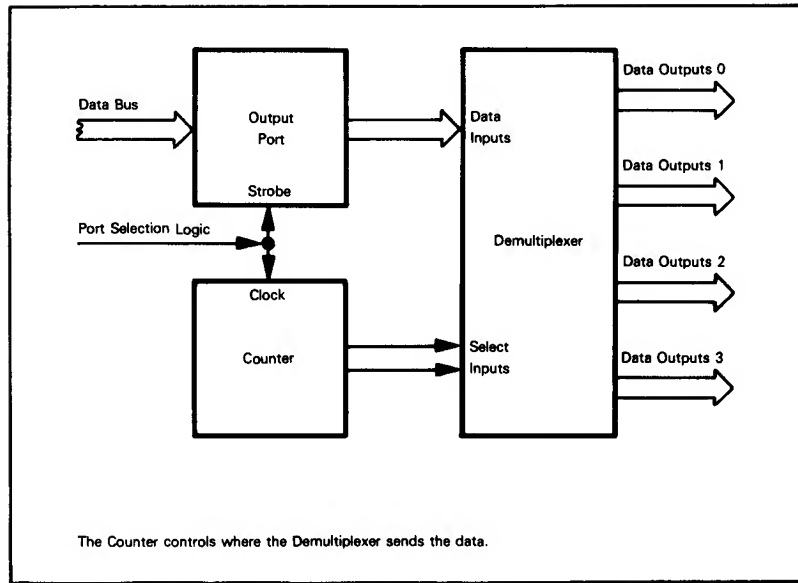 Data Bus
Output
Port
Strobe
Port Selection Logic
Clock
Counter
Data
Inputs
Demultiplexer
Select
Inputs
Data Outputs 0
Data Outputs 1
Data Outputs 2
Data Outputs 3
The Counter controls where the Demultiplexer sends the data.